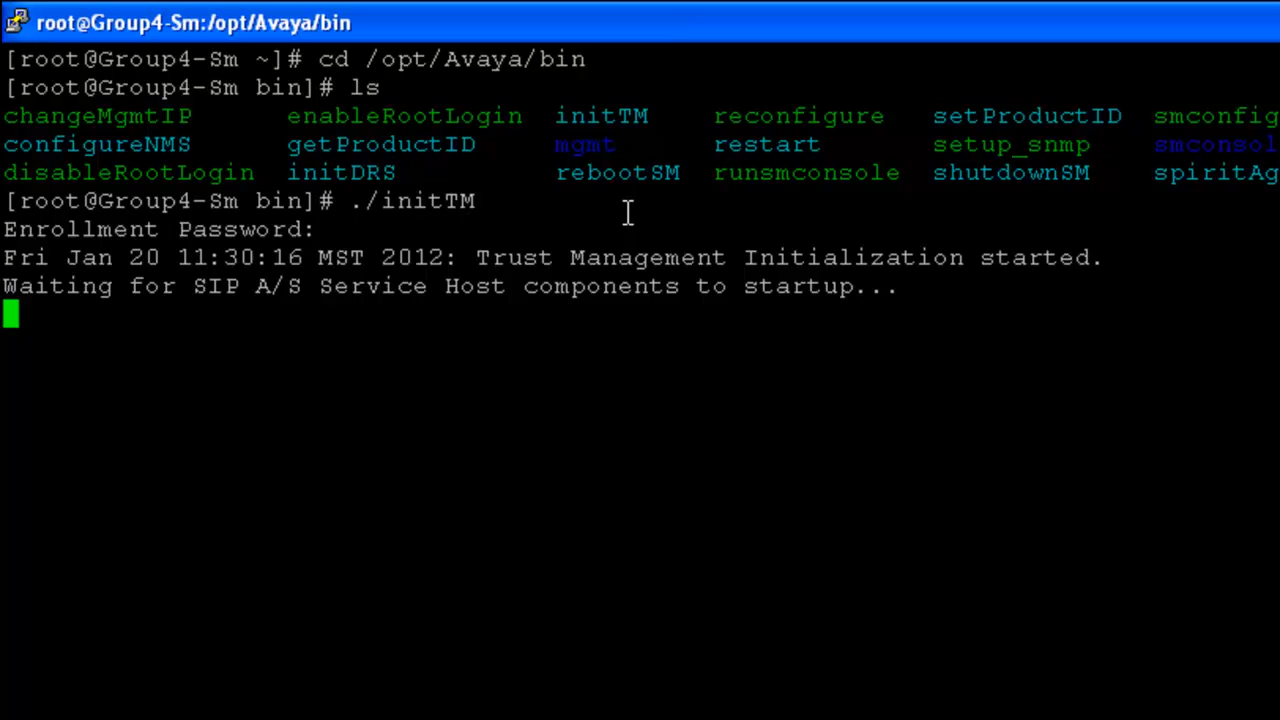 root@Group4-Sm:/opt/Avaya/bin
[root@Group4-Sm ~]# cd /opt/Avaya/bin
[root@Group4-Sm bin]# ls
changeMgmtIP enableRootLogin initTM reconfigure setProductID smconfig
configureNMS getProductID mgmt restart setup_snmp smconsol
disableRootLogin initDRS rebootSM runsmconsole shutdownSM spiritAg
[root@Group4-Sm bin]# ./initTM
Enrollment Password:
Fri Jan 20 11:30:16 MST 2012: Trust Management Initialization started.
Waiting for SIP A/S Service Host components to startup...